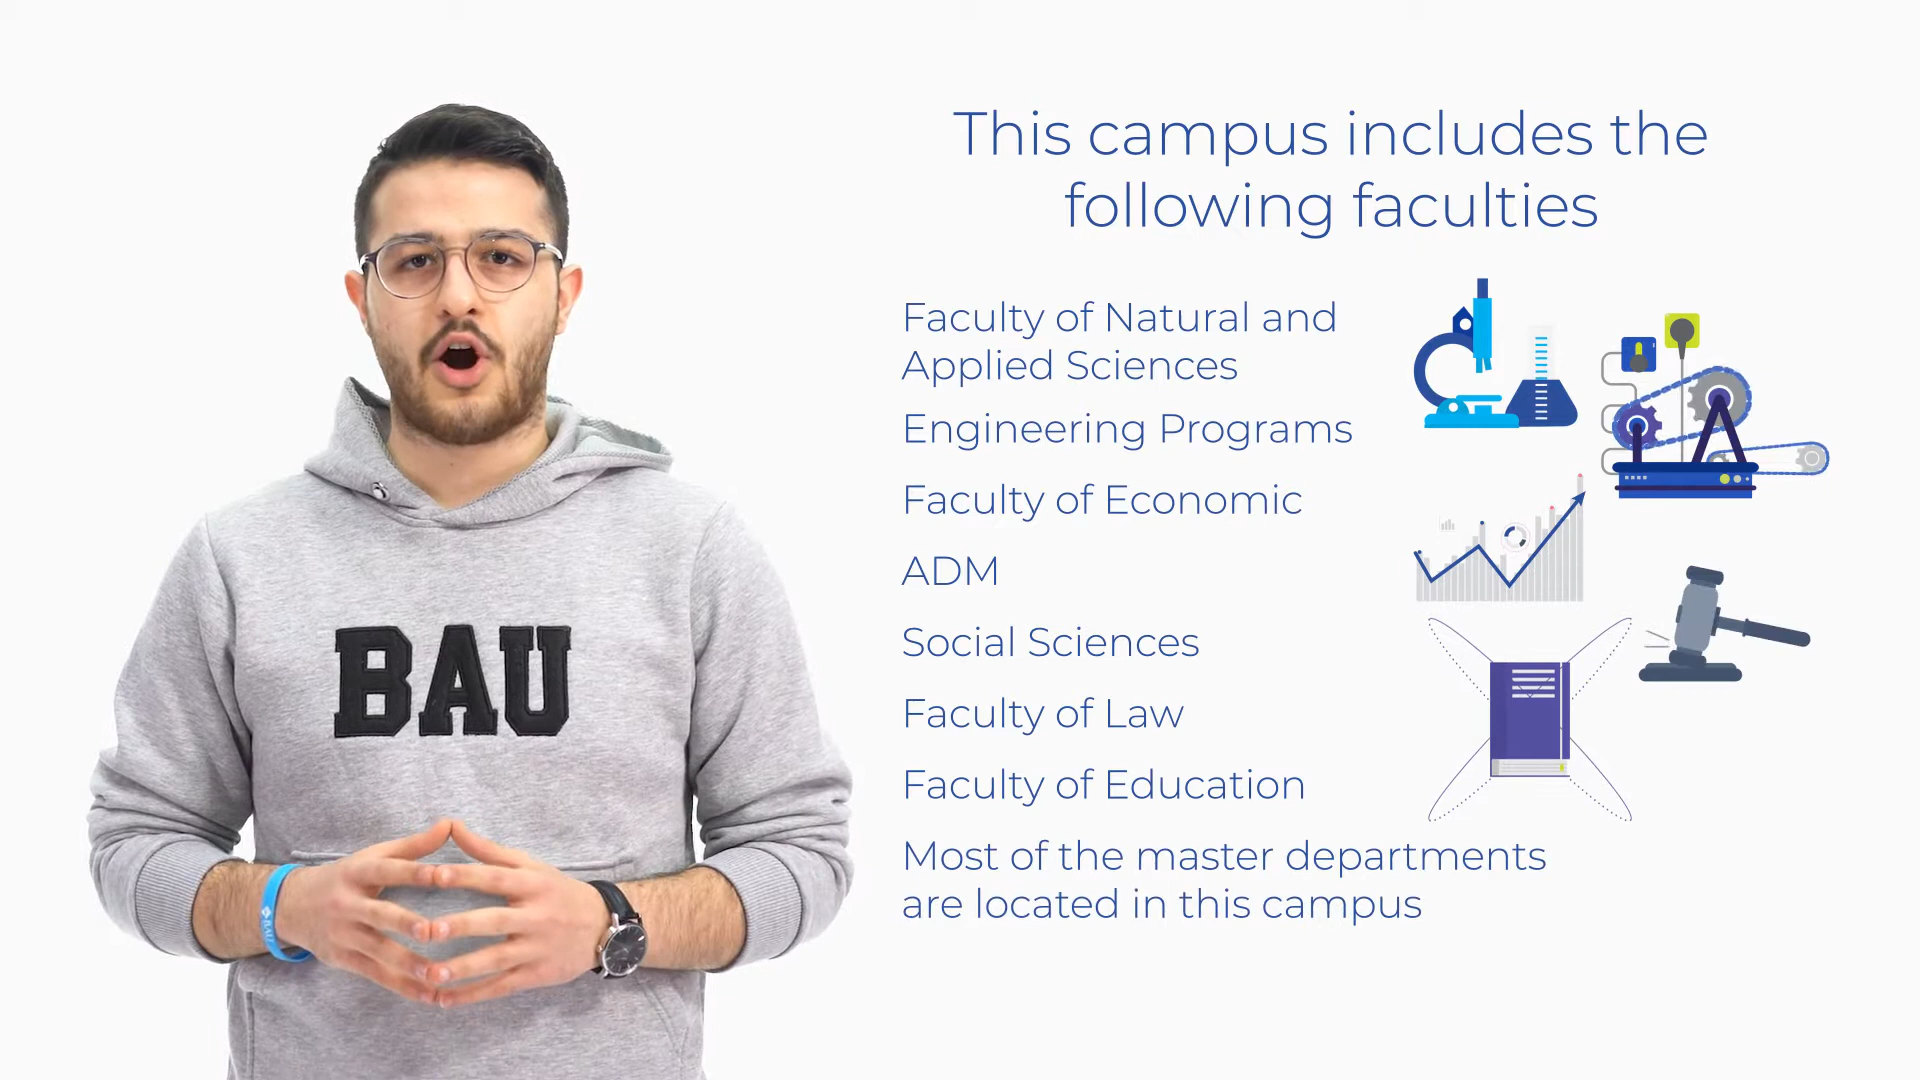 This campus includes the
following faculties
Faculty of Natural and
Applied Sciences
Engineering Programs
Faculty of Economic
ADM
Social Sciences
Faculty of Law
Faculty of Education
Most of the master departments
are located in this campus
BAU
BAU